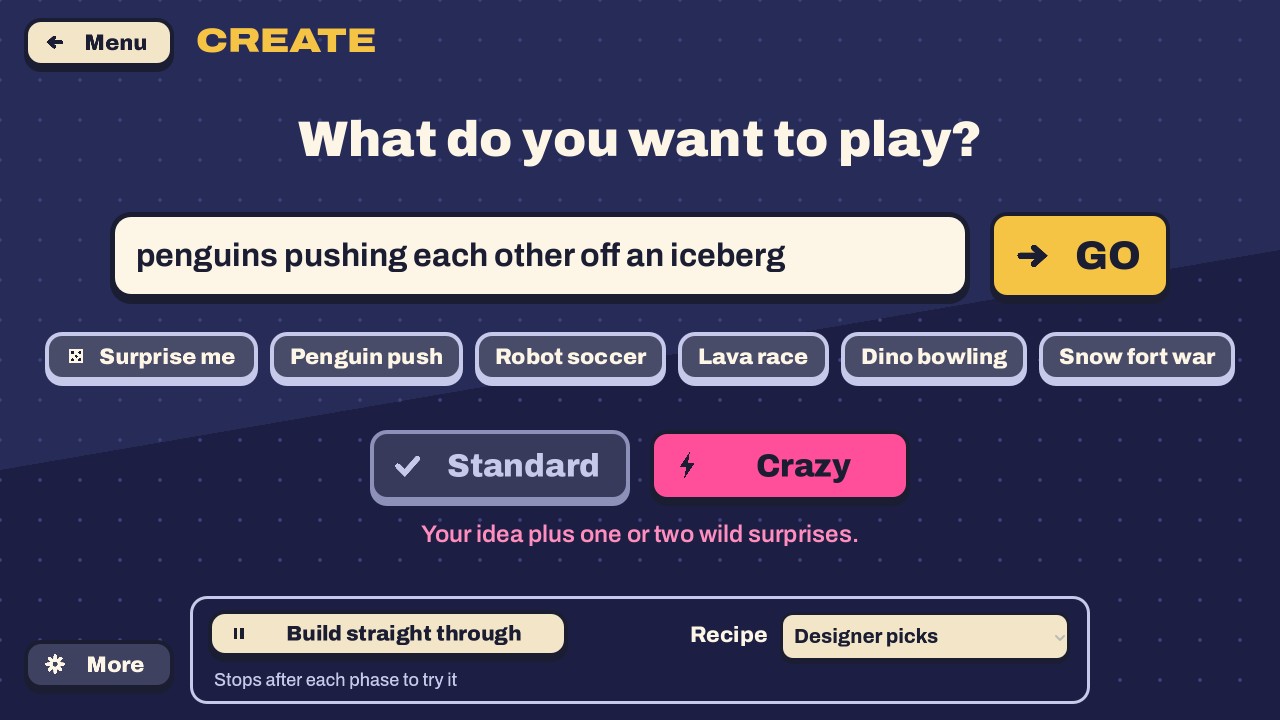 Menu
CREATE
What do you want to play?
penguins pushing each other off an iceberg
GO
Surprise me
Penguin push
Robot soccer
Lava race
Dino bowling
Snow fort war
Standard
Crazy
Your idea plus one or two wild surprises.
More
Build straight through
Recipe
Designer picks
Stops after each phase to try it